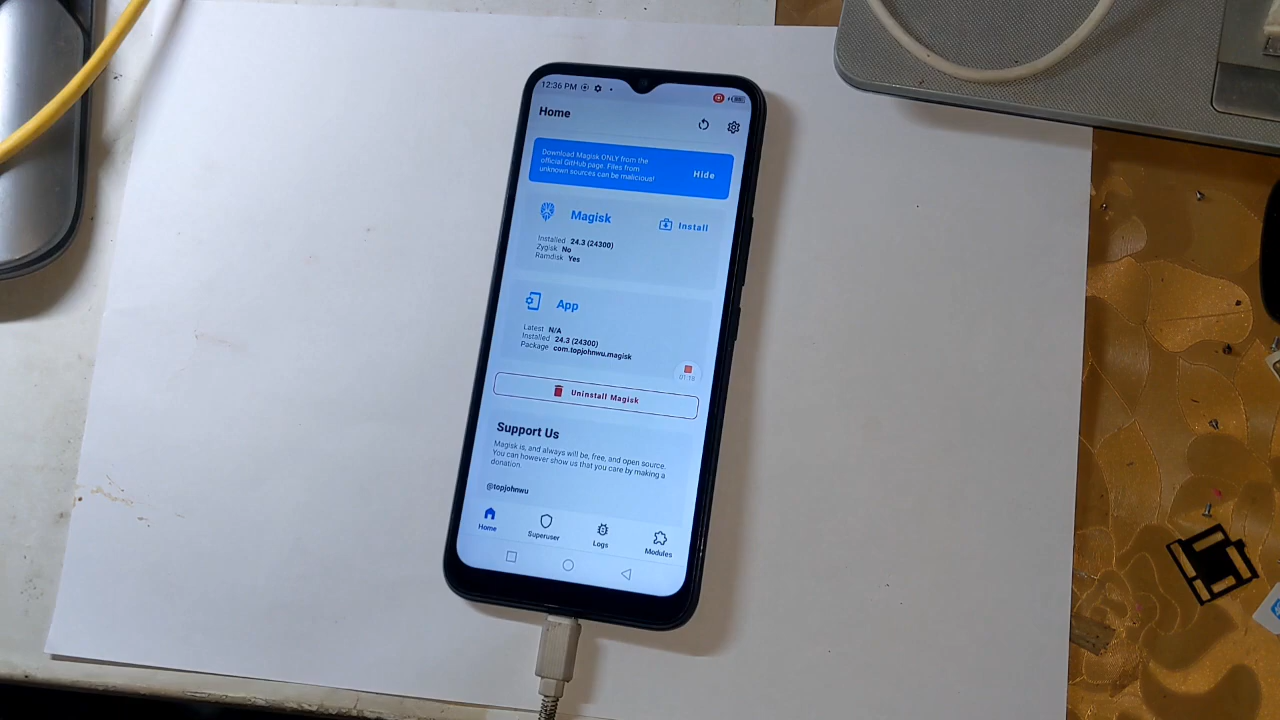 12:36 PM
Home
Download Magisk ONLY from the
official GitHub page. Files from
unknown sources can be malicious!
Hide
Magisk
Install
Installed 24.3 (24300)
Zygisk No
Ramdisk Yes
App
Latest N/A
Installed 24.3 (24300)
Package com.topjohnwu.magisk
01:18
Uninstall Magisk
Support Us
Magisk is, and always will be, free, and open source.
You can however show us that you care by making a
donation.
@topjohnwu
Home
Superuser
Logs
Modules